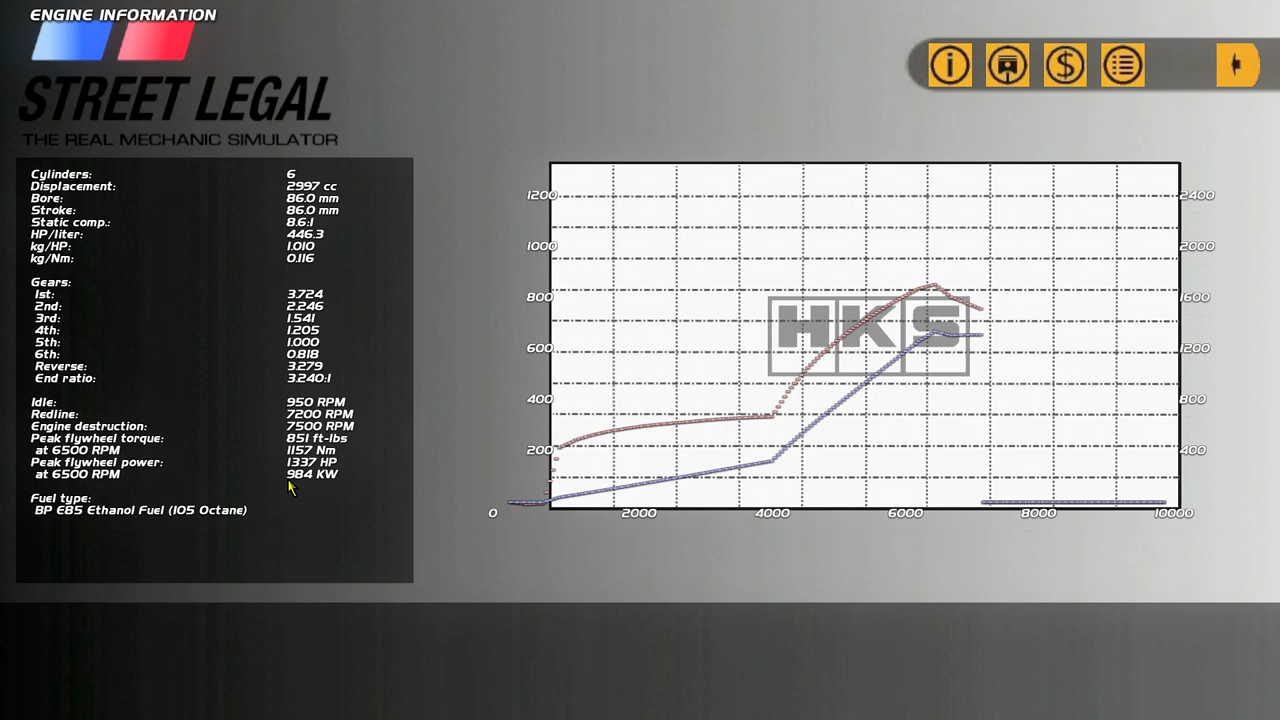 ENGINE INFORMATION
STREET LEGAL
THE REAL MECHANIC SIMULATOR
Cylinders: 6
Displacement: 2997 cc
Bore: 86.0 mm
Stroke: 86.0 mm
Static comp.: 8.6:1
HP/liter: 446.3
kg/HP: 1.010
kg/Nm: 0.116
Gears:
1st: 3.724
2nd: 2.246
3rd: 1.541
4th: 1.205
5th: 1.000
6th: 0.818
Reverse: 3.279
End ratio: 3.240:1
Idle: 950 RPM
Redline: 7200 RPM
Engine destruction: 7500 RPM
Peak flywheel torque: 851 ft-lbs
at 6500 RPM 1157 Nm
Peak flywheel power: 1337 HP
at 6500 RPM 984 KW
Fuel type:
BP E85 Ethanol Fuel (105 Octane)
1200 2400
1000 2000
800 1600
HKS
600 1200
400 800
200 400
0 2000 4000 6000 8000 10000